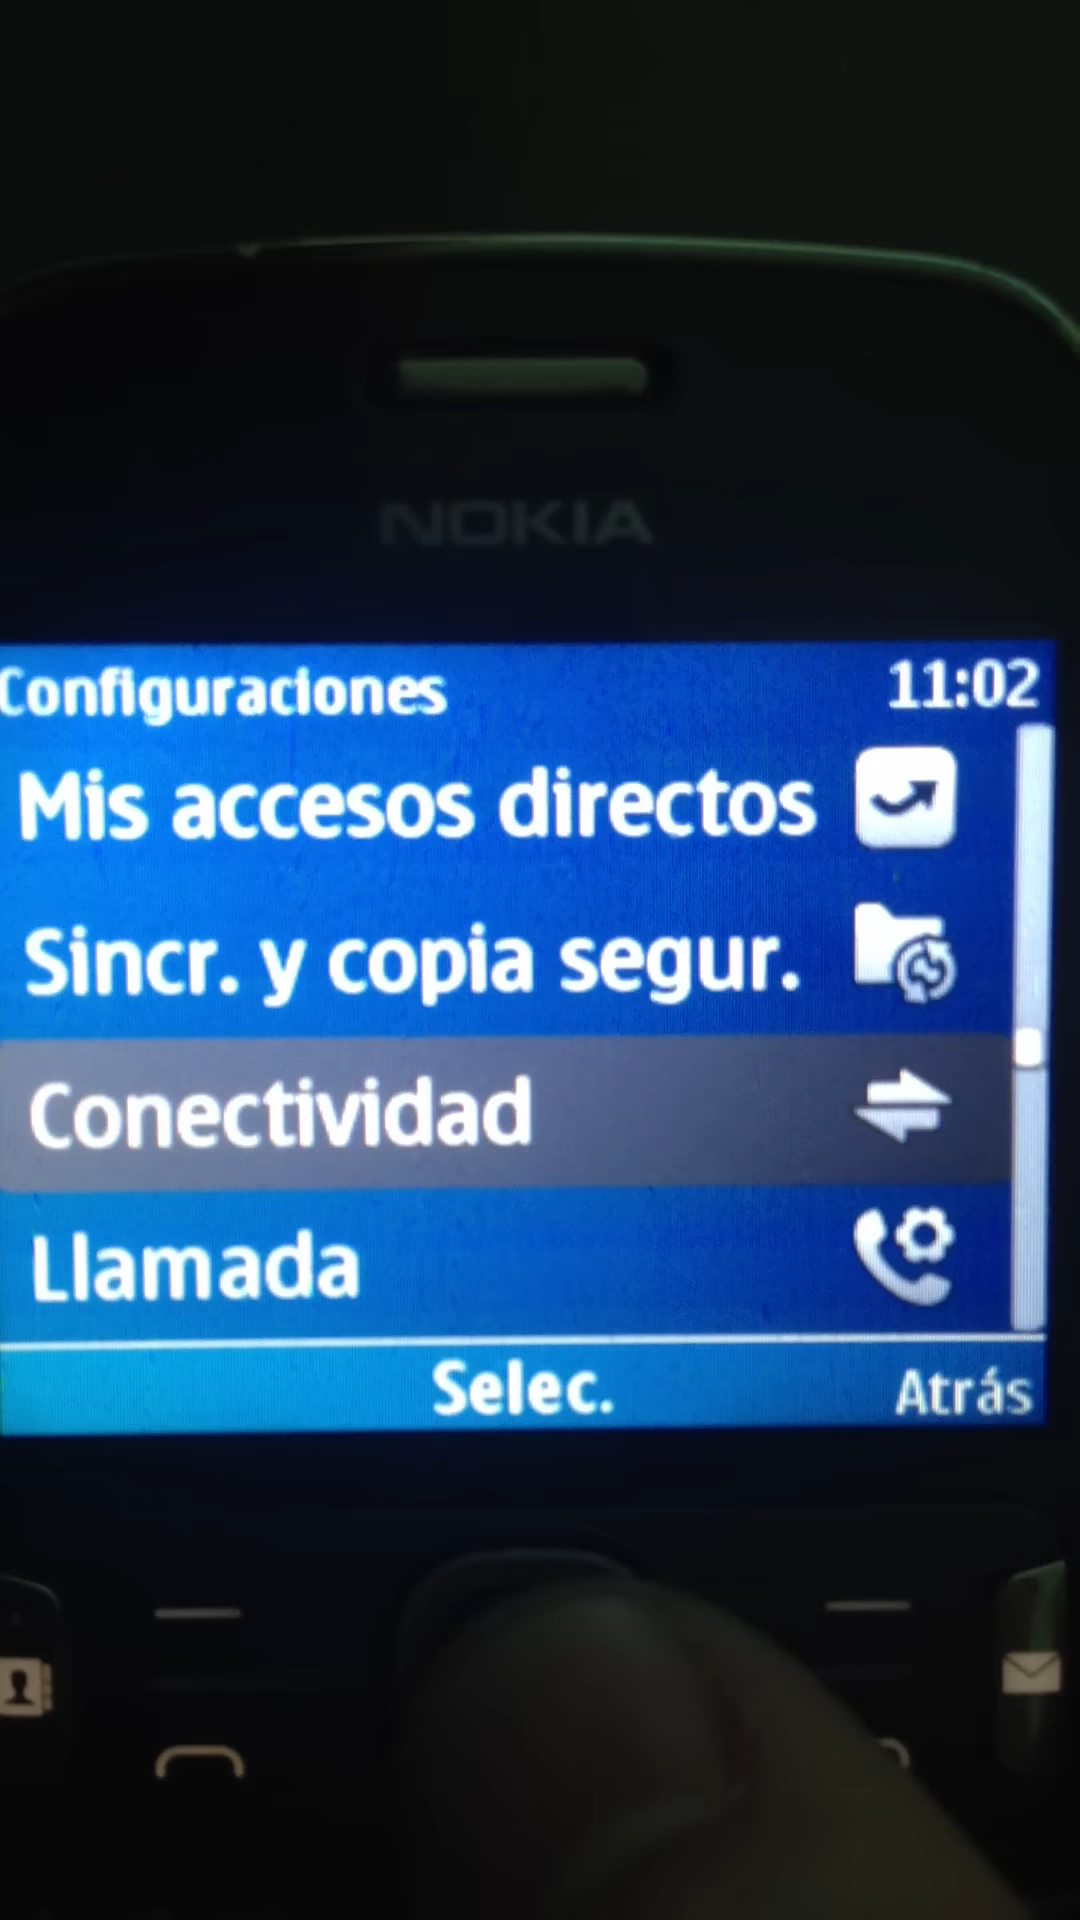 NOKIA
Configuraciones 11:02
Mis accesos directos
Sincr. y copia segur.
Conectividad
Llamada
Selec. Atrás